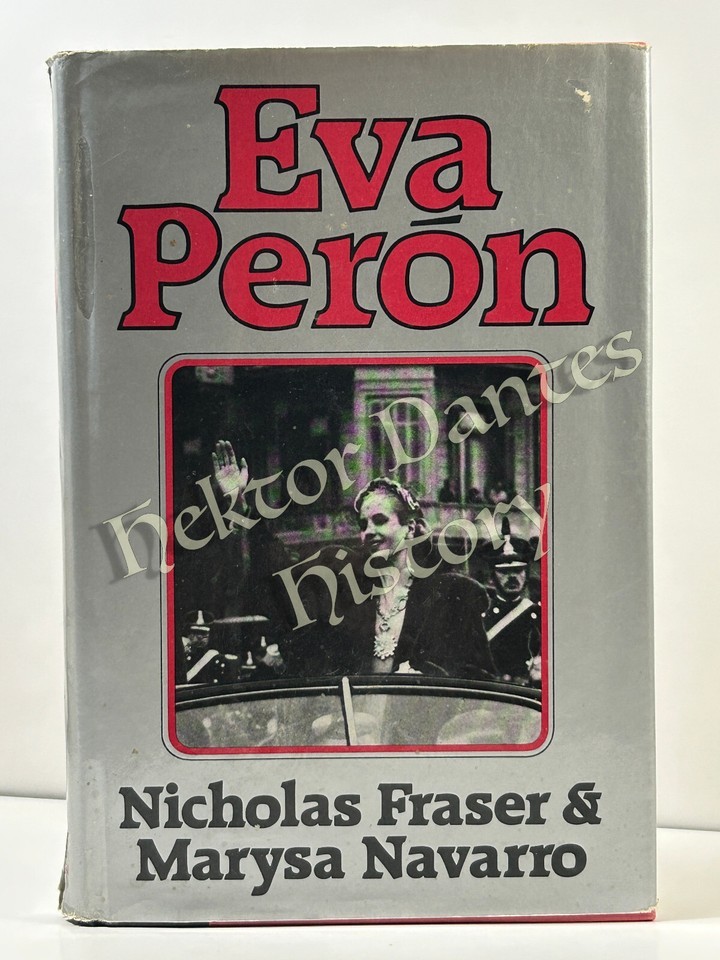 Eva
Perón
Hektor Dantes
History
Nicholas Fraser &
Marysa Navarro